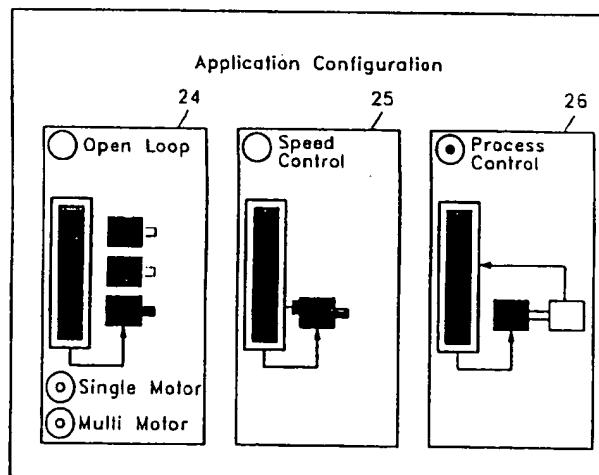 Application Configuration
24
25
26
Open Loop
Speed
Control
Process
Control
Single Motor
Multi Motor